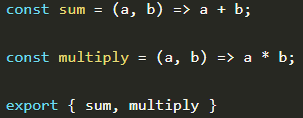 const sum = (a, b) => a + b;
const multiply = (a, b) => a * b;
export { sum, multiply }